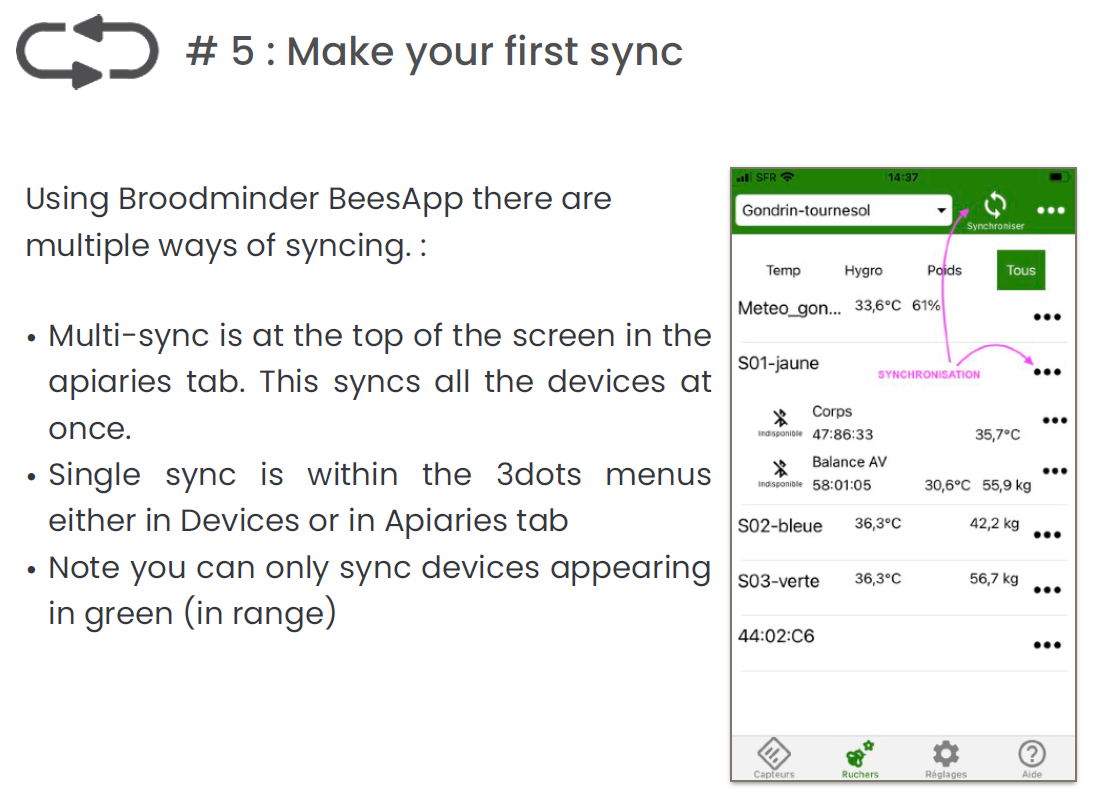 # 5 : Make your first sync
Using Broodminder BeesApp there are
multiple ways of syncing. :
• Multi-sync is at the top of the screen in the
apiaries tab. This syncs all the devices at
once.
• Single sync is within the 3dots menus
either in Devices or in Apiaries tab
• Note you can only sync devices appearing
in green (in range)
SFR 14:37
Gondrin-tournesol
Synchroniser
Temp Hygro Poids Tous
Meteo_gon... 33,6°C 61%
S01-jaune
SYNCHRONISATION
Corps
Indisponible 47:86:33 35,7°C
Balance AV
Indisponible 58:01:05 30,6°C 55,9 kg
S02-bleue 36,3°C 42,2 kg
S03-verte 36,3°C 56,7 kg
44:02:C6
Capteurs Ruchers Réglages Aide